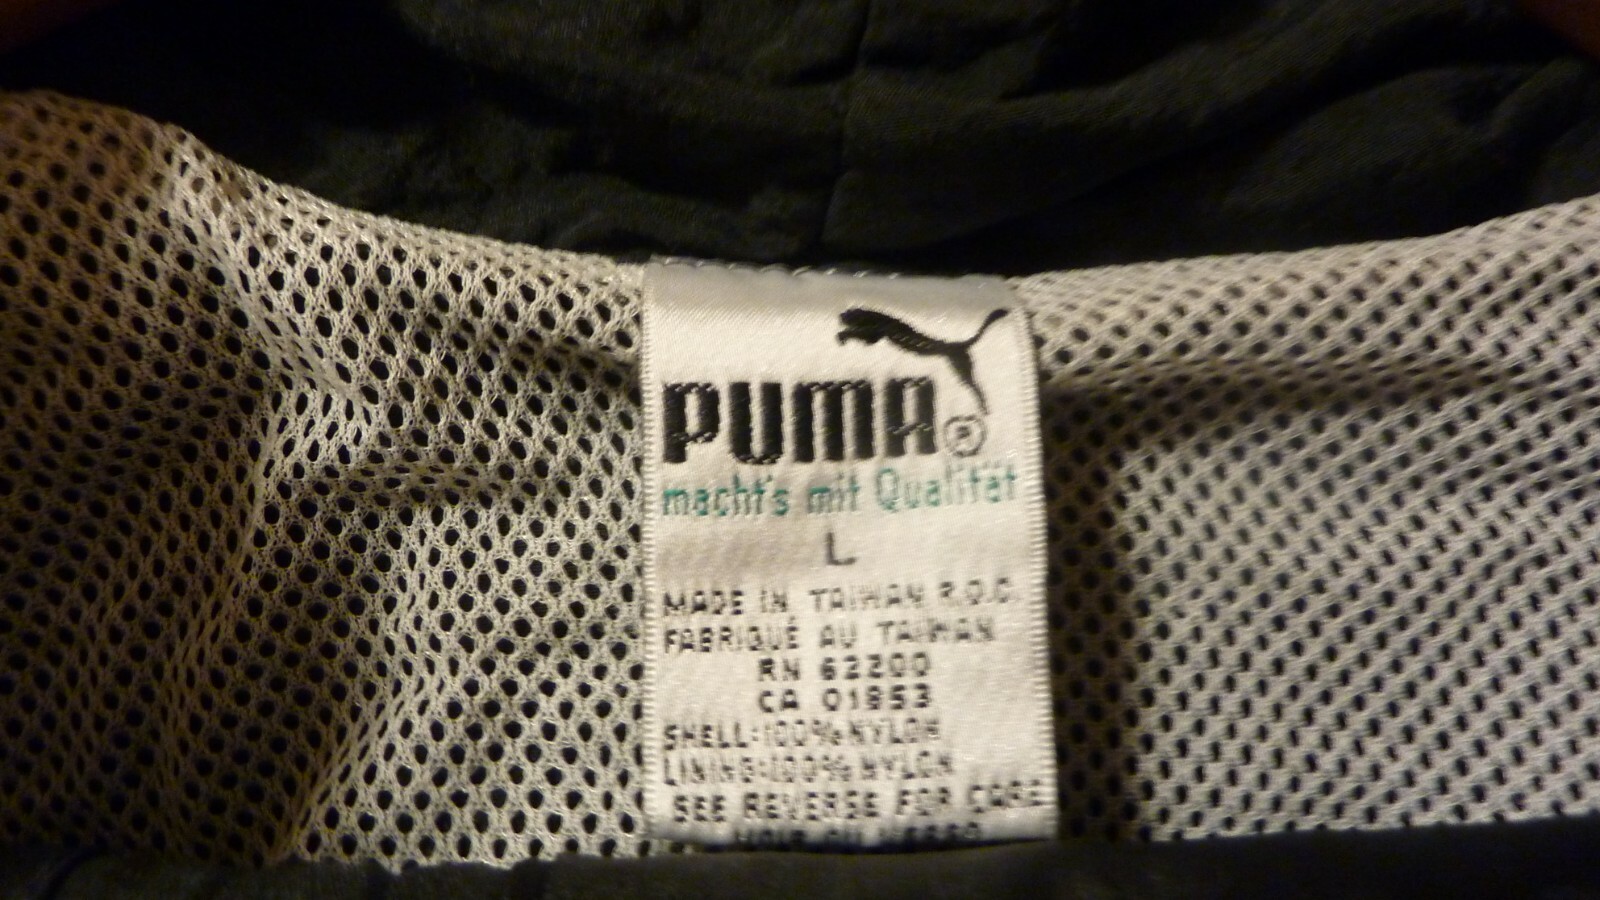 PUMA®
macht's mit Qualität
L
MADE IN TAIWAN R.O.C.
FABRIQUÉ AU TAIWAN
RN 62200
CA 01853
SHELL:100% NYLON
LINING:100% NYLON
SEE REVERSE FOR CARE